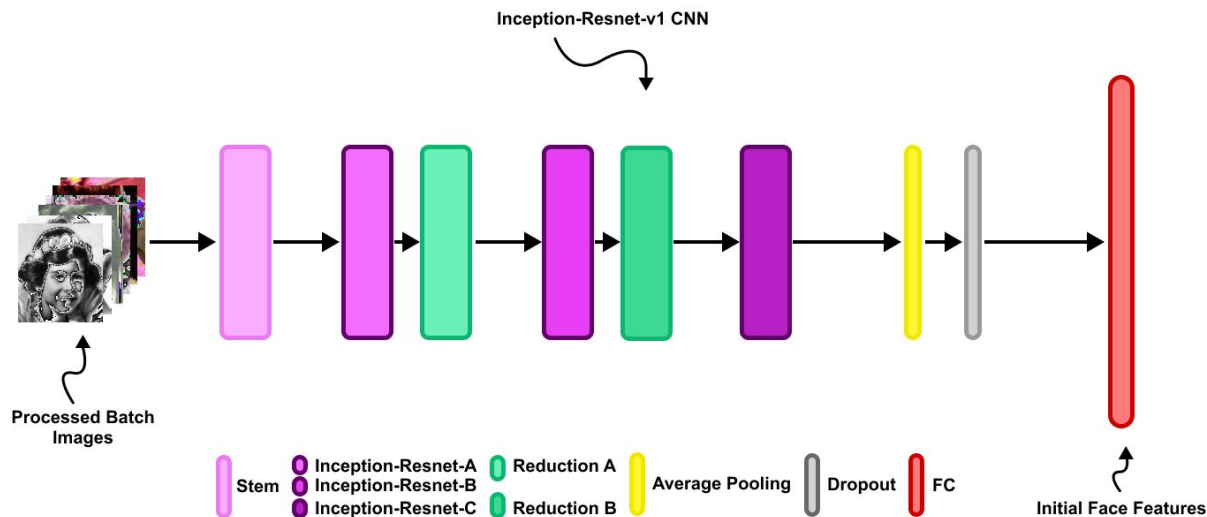 Inception-Resnet-v1 CNN
Processed Batch
Images
Stem
Inception-Resnet-A
Inception-Resnet-B
Inception-Resnet-C
Reduction A
Reduction B
Average Pooling
Dropout
FC
Initial Face Features